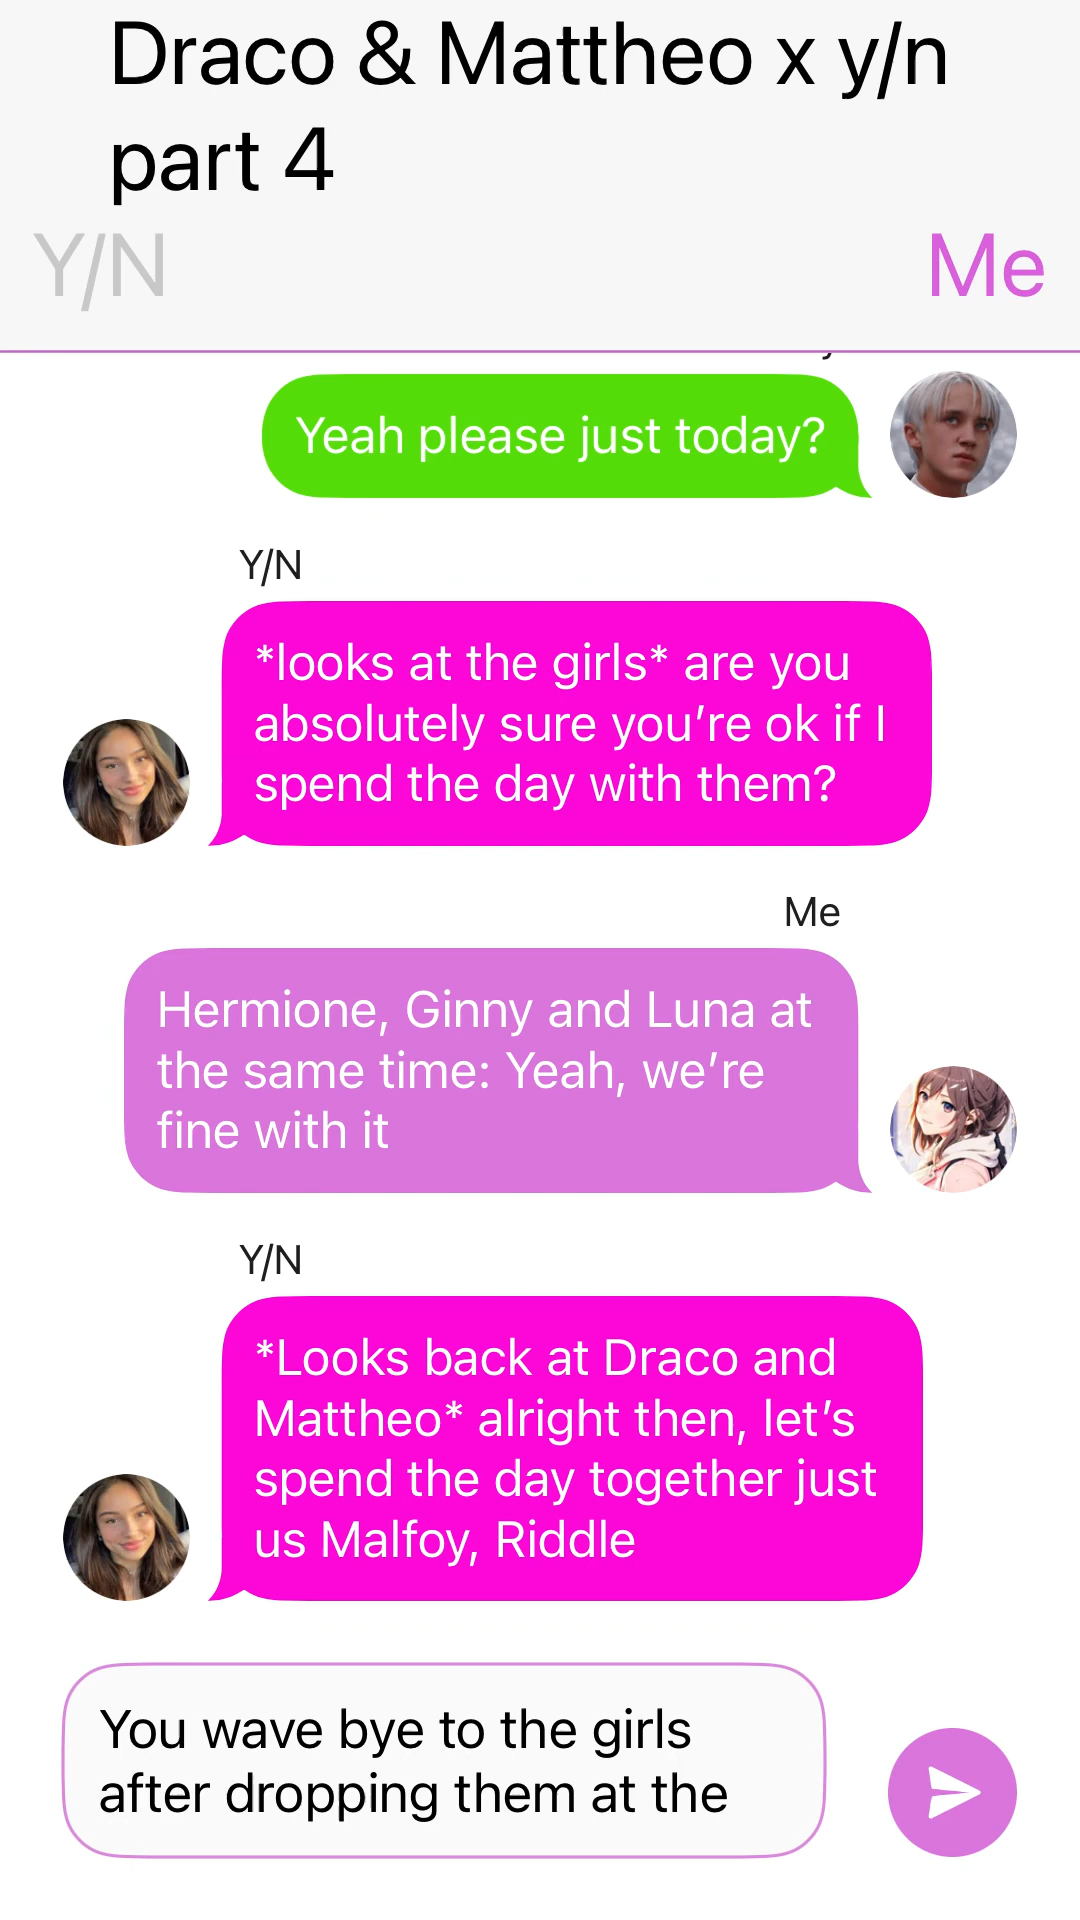 Draco & Mattheo x y/n
part 4
Y/N
Me
Yeah please just today?
Y/N
*looks at the girls* are you
absolutely sure you’re ok if I
spend the day with them?
Me
Hermione, Ginny and Luna at
the same time: Yeah, we’re
fine with it
Y/N
*Looks back at Draco and
Mattheo* alright then, let’s
spend the day together just
us Malfoy, Riddle
You wave bye to the girls
after dropping them at the